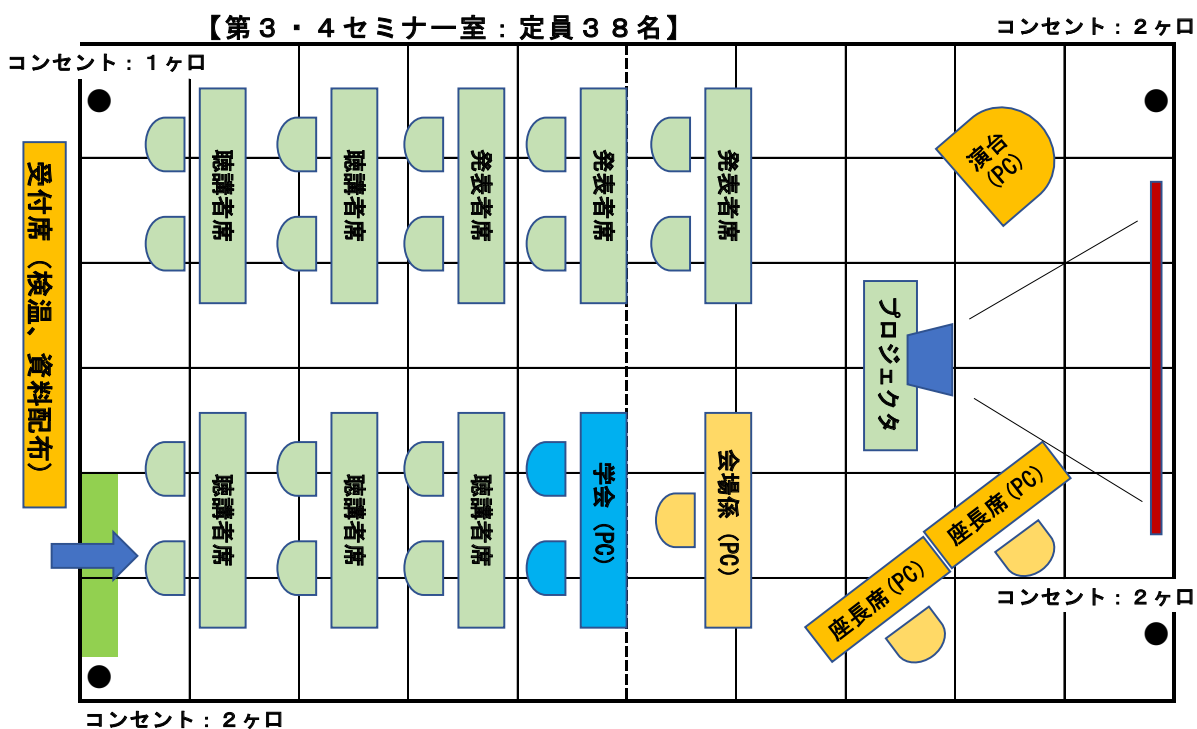 【第３・４セミナー室：定員３８名】
コンセント：２ヶ口
コンセント：１ヶ口
受付席（検温、資料配布）
聴講者席
聴講者席
発表者席
発表者席
発表者席
演台
(PC)
プロジェクタ
聴講者席
聴講者席
聴講者席
学会（PC）
会場係（PC）
座長席(PC)
座長席(PC)
コンセント：２ヶ口
コンセント：２ヶ口